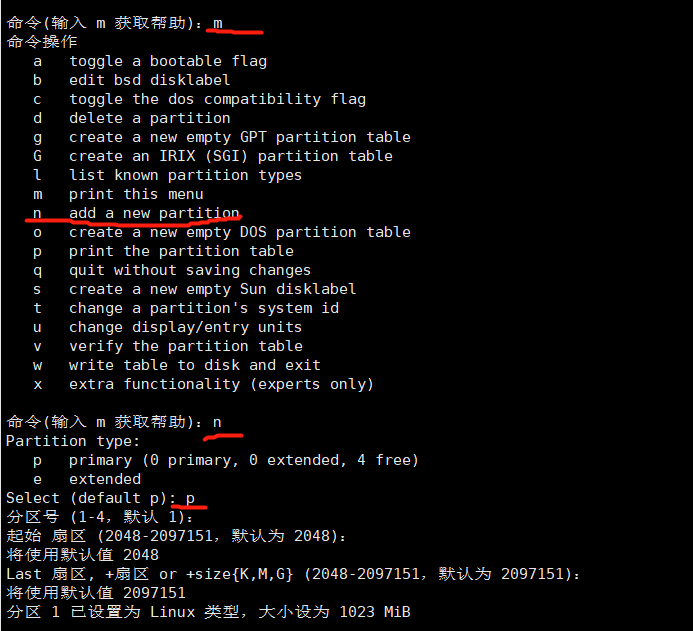 命令(输入 m 获取帮助)：m
命令操作
a   toggle a bootable flag
b   edit bsd disklabel
c   toggle the dos compatibility flag
d   delete a partition
g   create a new empty GPT partition table
G   create an IRIX (SGI) partition table
l   list known partition types
m   print this menu
n   add a new partition
o   create a new empty DOS partition table
p   print the partition table
q   quit without saving changes
s   create a new empty Sun disklabel
t   change a partition's system id
u   change display/entry units
v   verify the partition table
w   write table to disk and exit
x   extra functionality (experts only)
命令(输入 m 获取帮助)：n
Partition type:
p   primary (0 primary, 0 extended, 4 free)
e   extended
Select (default p): p
分区号 (1-4，默认 1)：
起始 扇区 (2048-2097151，默认为 2048)：
将使用默认值 2048
Last 扇区, +扇区 or +size{K,M,G} (2048-2097151，默认为 2097151)：
将使用默认值 2097151
分区 1 已设置为 Linux 类型，大小设为 1023 MiB